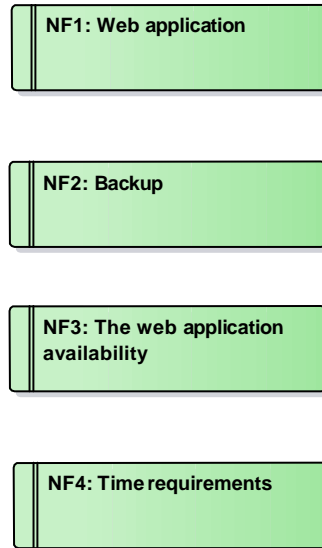 NF1: Web application
NF2: Backup
NF3: The web application
availability
NF4: Time requirements